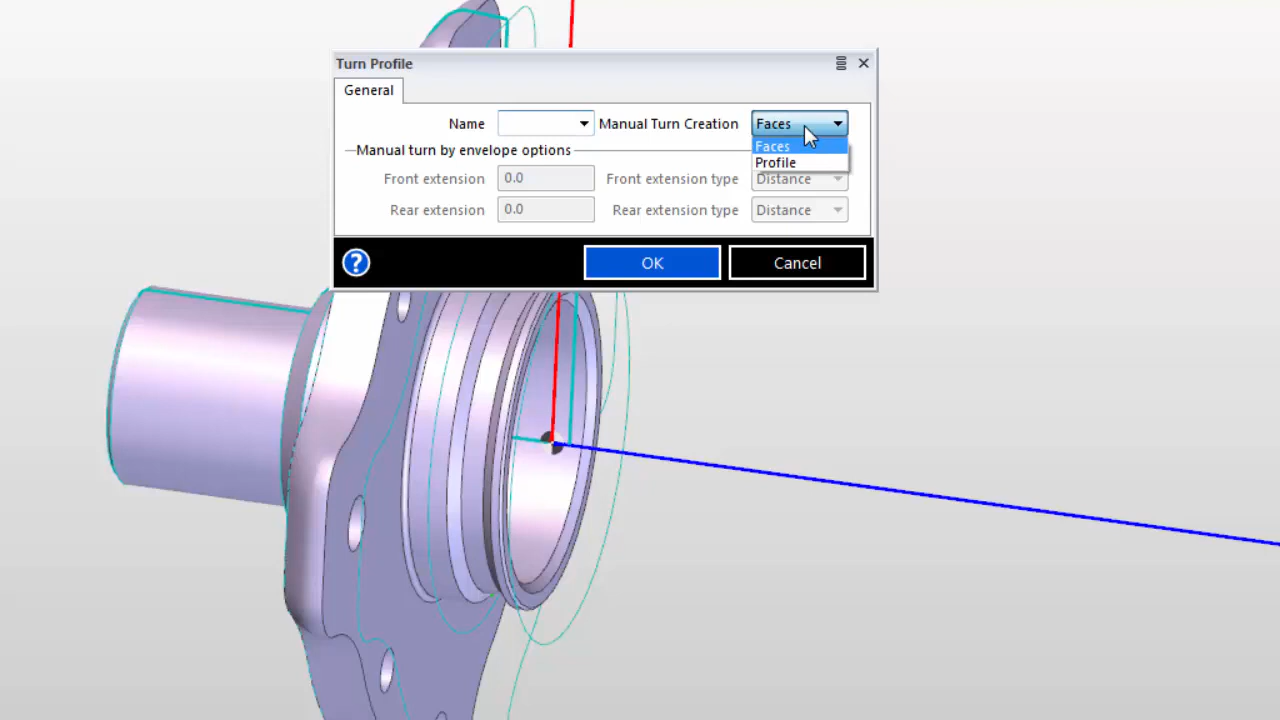 Turn Profile
General
Name Manual Turn Creation Faces
Faces
Manual turn by envelope options
Profile
Front extension 0.0 Front extension type Distance
Rear extension 0.0 Rear extension type Distance
? OK Cancel